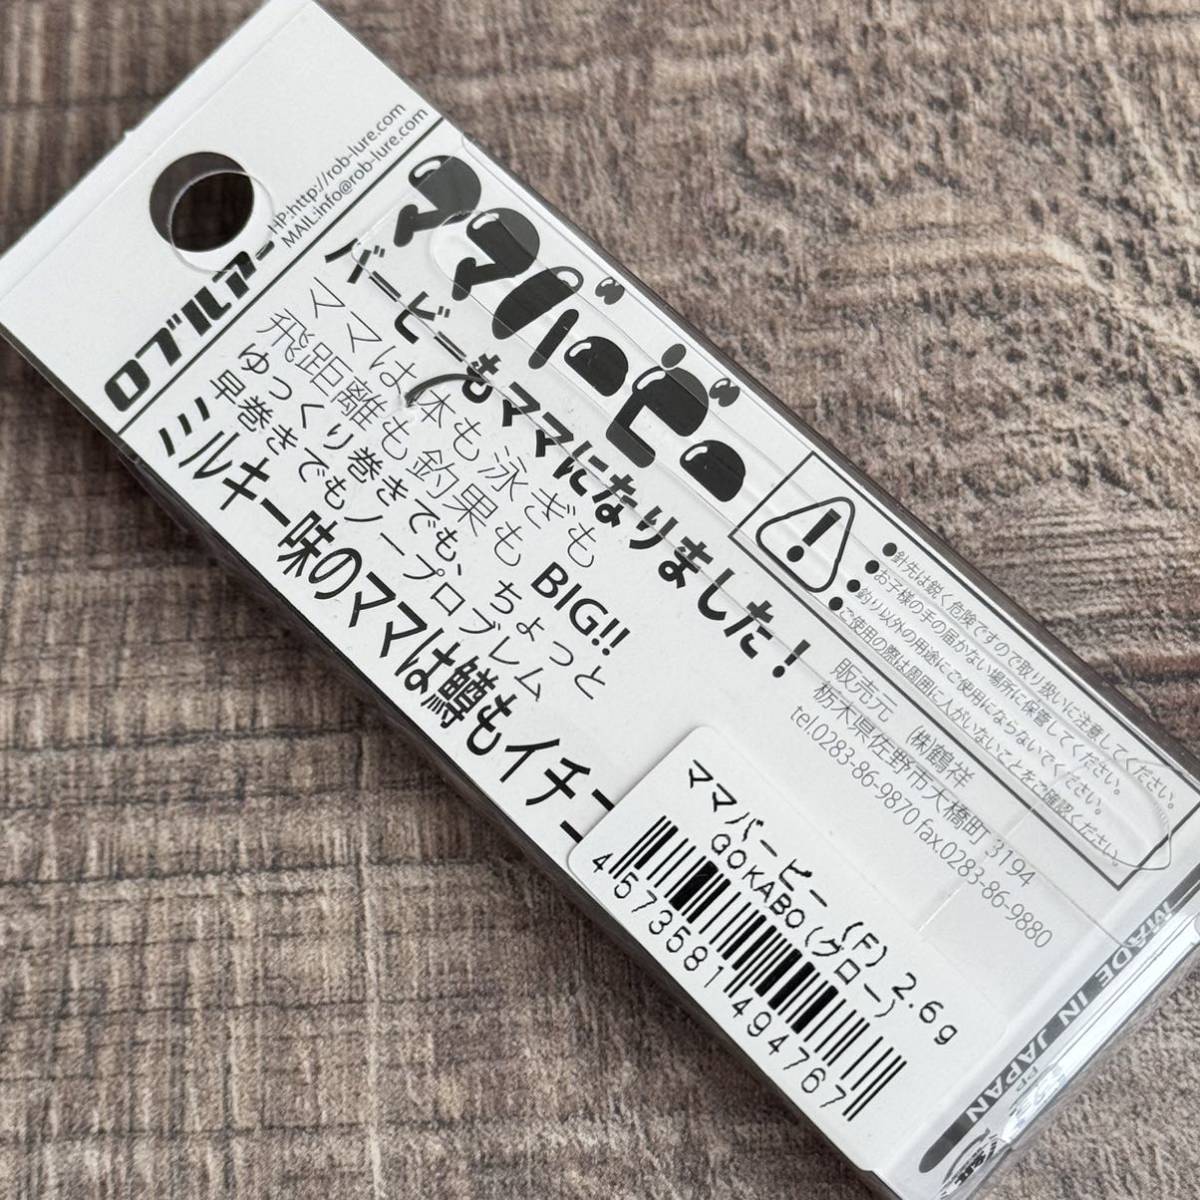 HP:http://rob-lure.com
MAIL:info@rob-lure.com
ロブルアー
ママバービー
バービーもママになりました！
ママは体も泳ぎもBIG!!
飛距離も釣果もちょっと
ゆっくり巻きでも、
早巻きでもノープロブレム
ミルキー味のママは鱒もイチコ
●針先は鋭く危険ですので取り扱いに注意してください。
●お子様の手の届かない場所に保管してください。
●釣り以外の用途にご使用にならないでください。
●ご使用の際は周囲に人がいないことをご確認ください。
販売元 ㈱鶴祥
栃木県佐野市大橋町 3194
tel.0283-86-9870 fax.0283-86-9880
ママバービー (F) 2.6g
GOKABO(グロー)
4573581494767
MADE IN JAPAN
PP